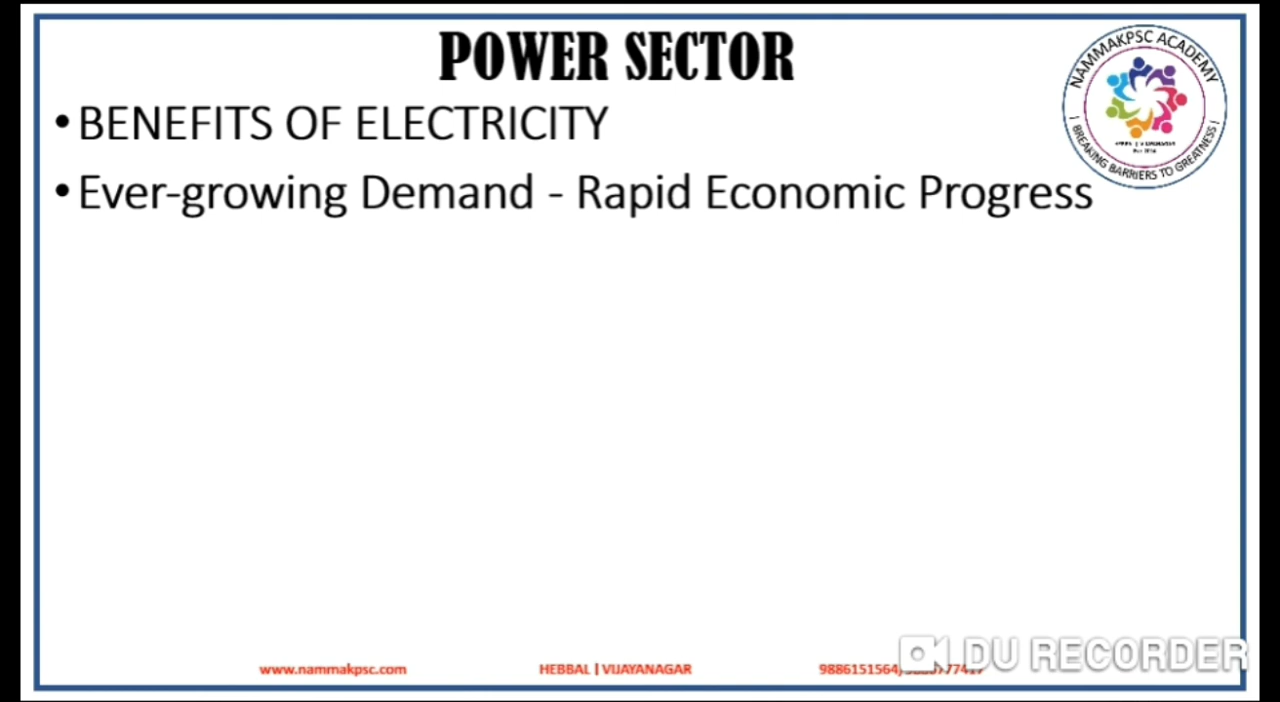 POWER SECTOR
NAMMAKPSC ACADEMY
| BREAKING BARRIERS TO GREATNESS |
• BENEFITS OF ELECTRICITY
• Ever-growing Demand - Rapid Economic Progress
www.nammakpsc.com
HEBBAL | VIJAYANAGAR
9886151564/
DU RECORDER